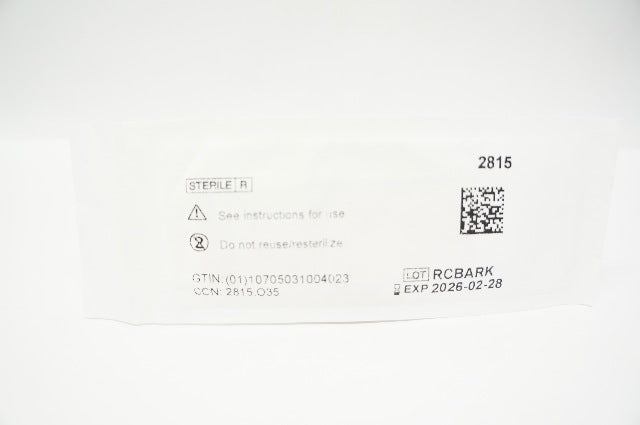 2815
STERILE R
See instructions for use
Do not reuse/resterilize
GTIN: (01)10705031004023
CCN: 2815.O35
LOT RCBARK
EXP 2026-02-28